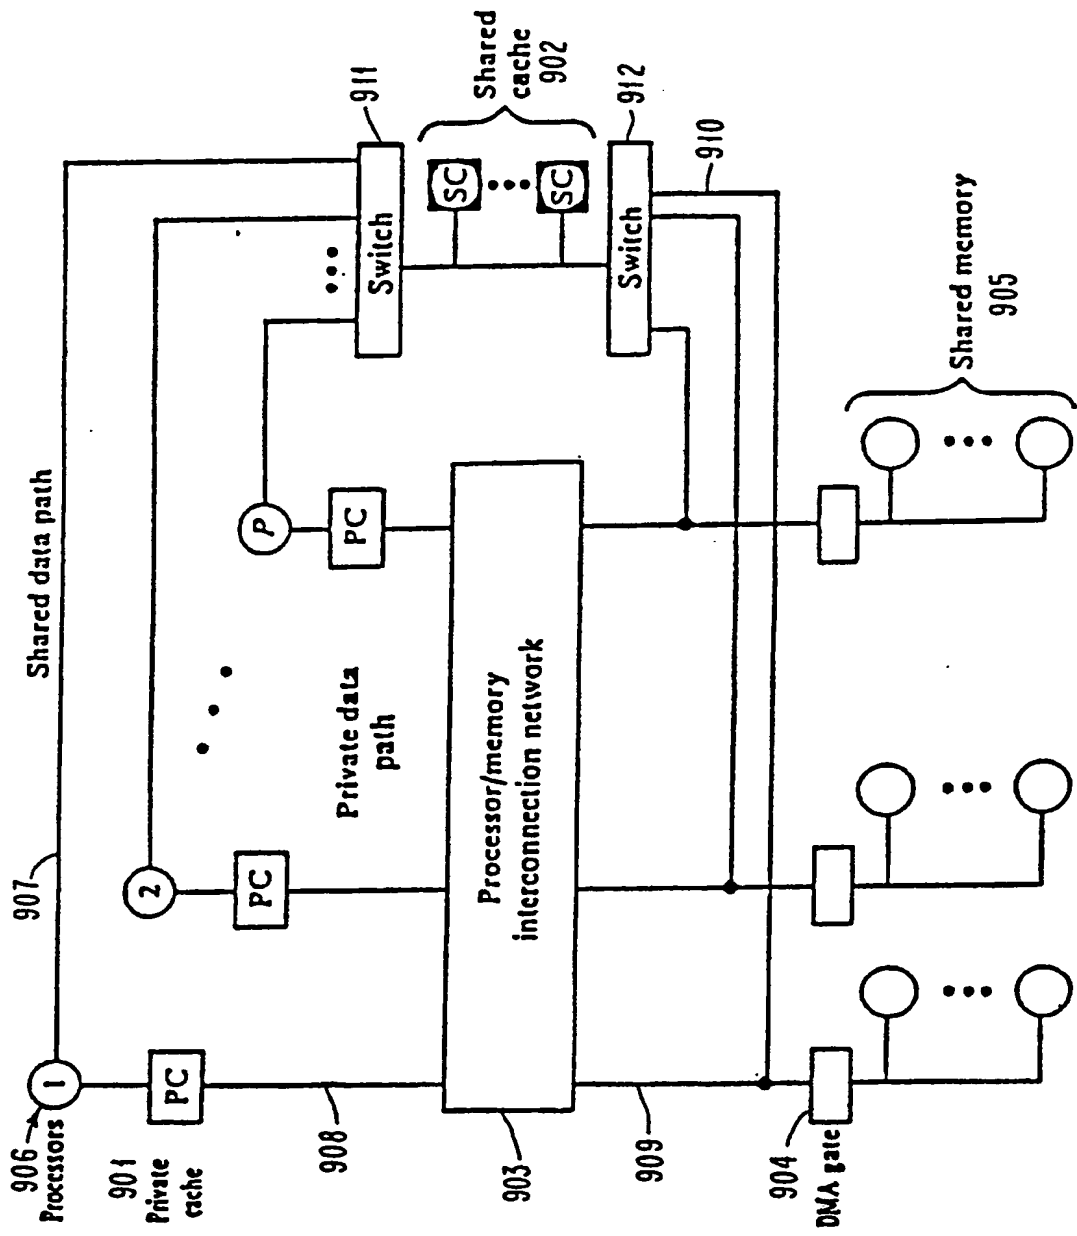 906
Processors
1
907
Shared data path
901
Private
cache
PC
2
PC
P
PC
908
Private data
path
911
Switch
SC
SC
Shared
cache
902
912
Switch
910
903
Processor/memory
interconnection network
909
904
DMA gate
Shared memory
905